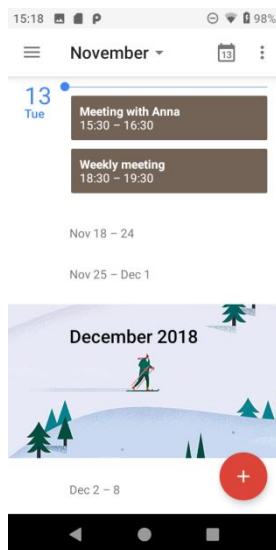 15:18 98%
November
13
13
Tue
Meeting with Anna
15:30 – 16:30
Weekly meeting
18:30 – 19:30
Nov 18 – 24
Nov 25 – Dec 1
December 2018
Dec 2 – 8